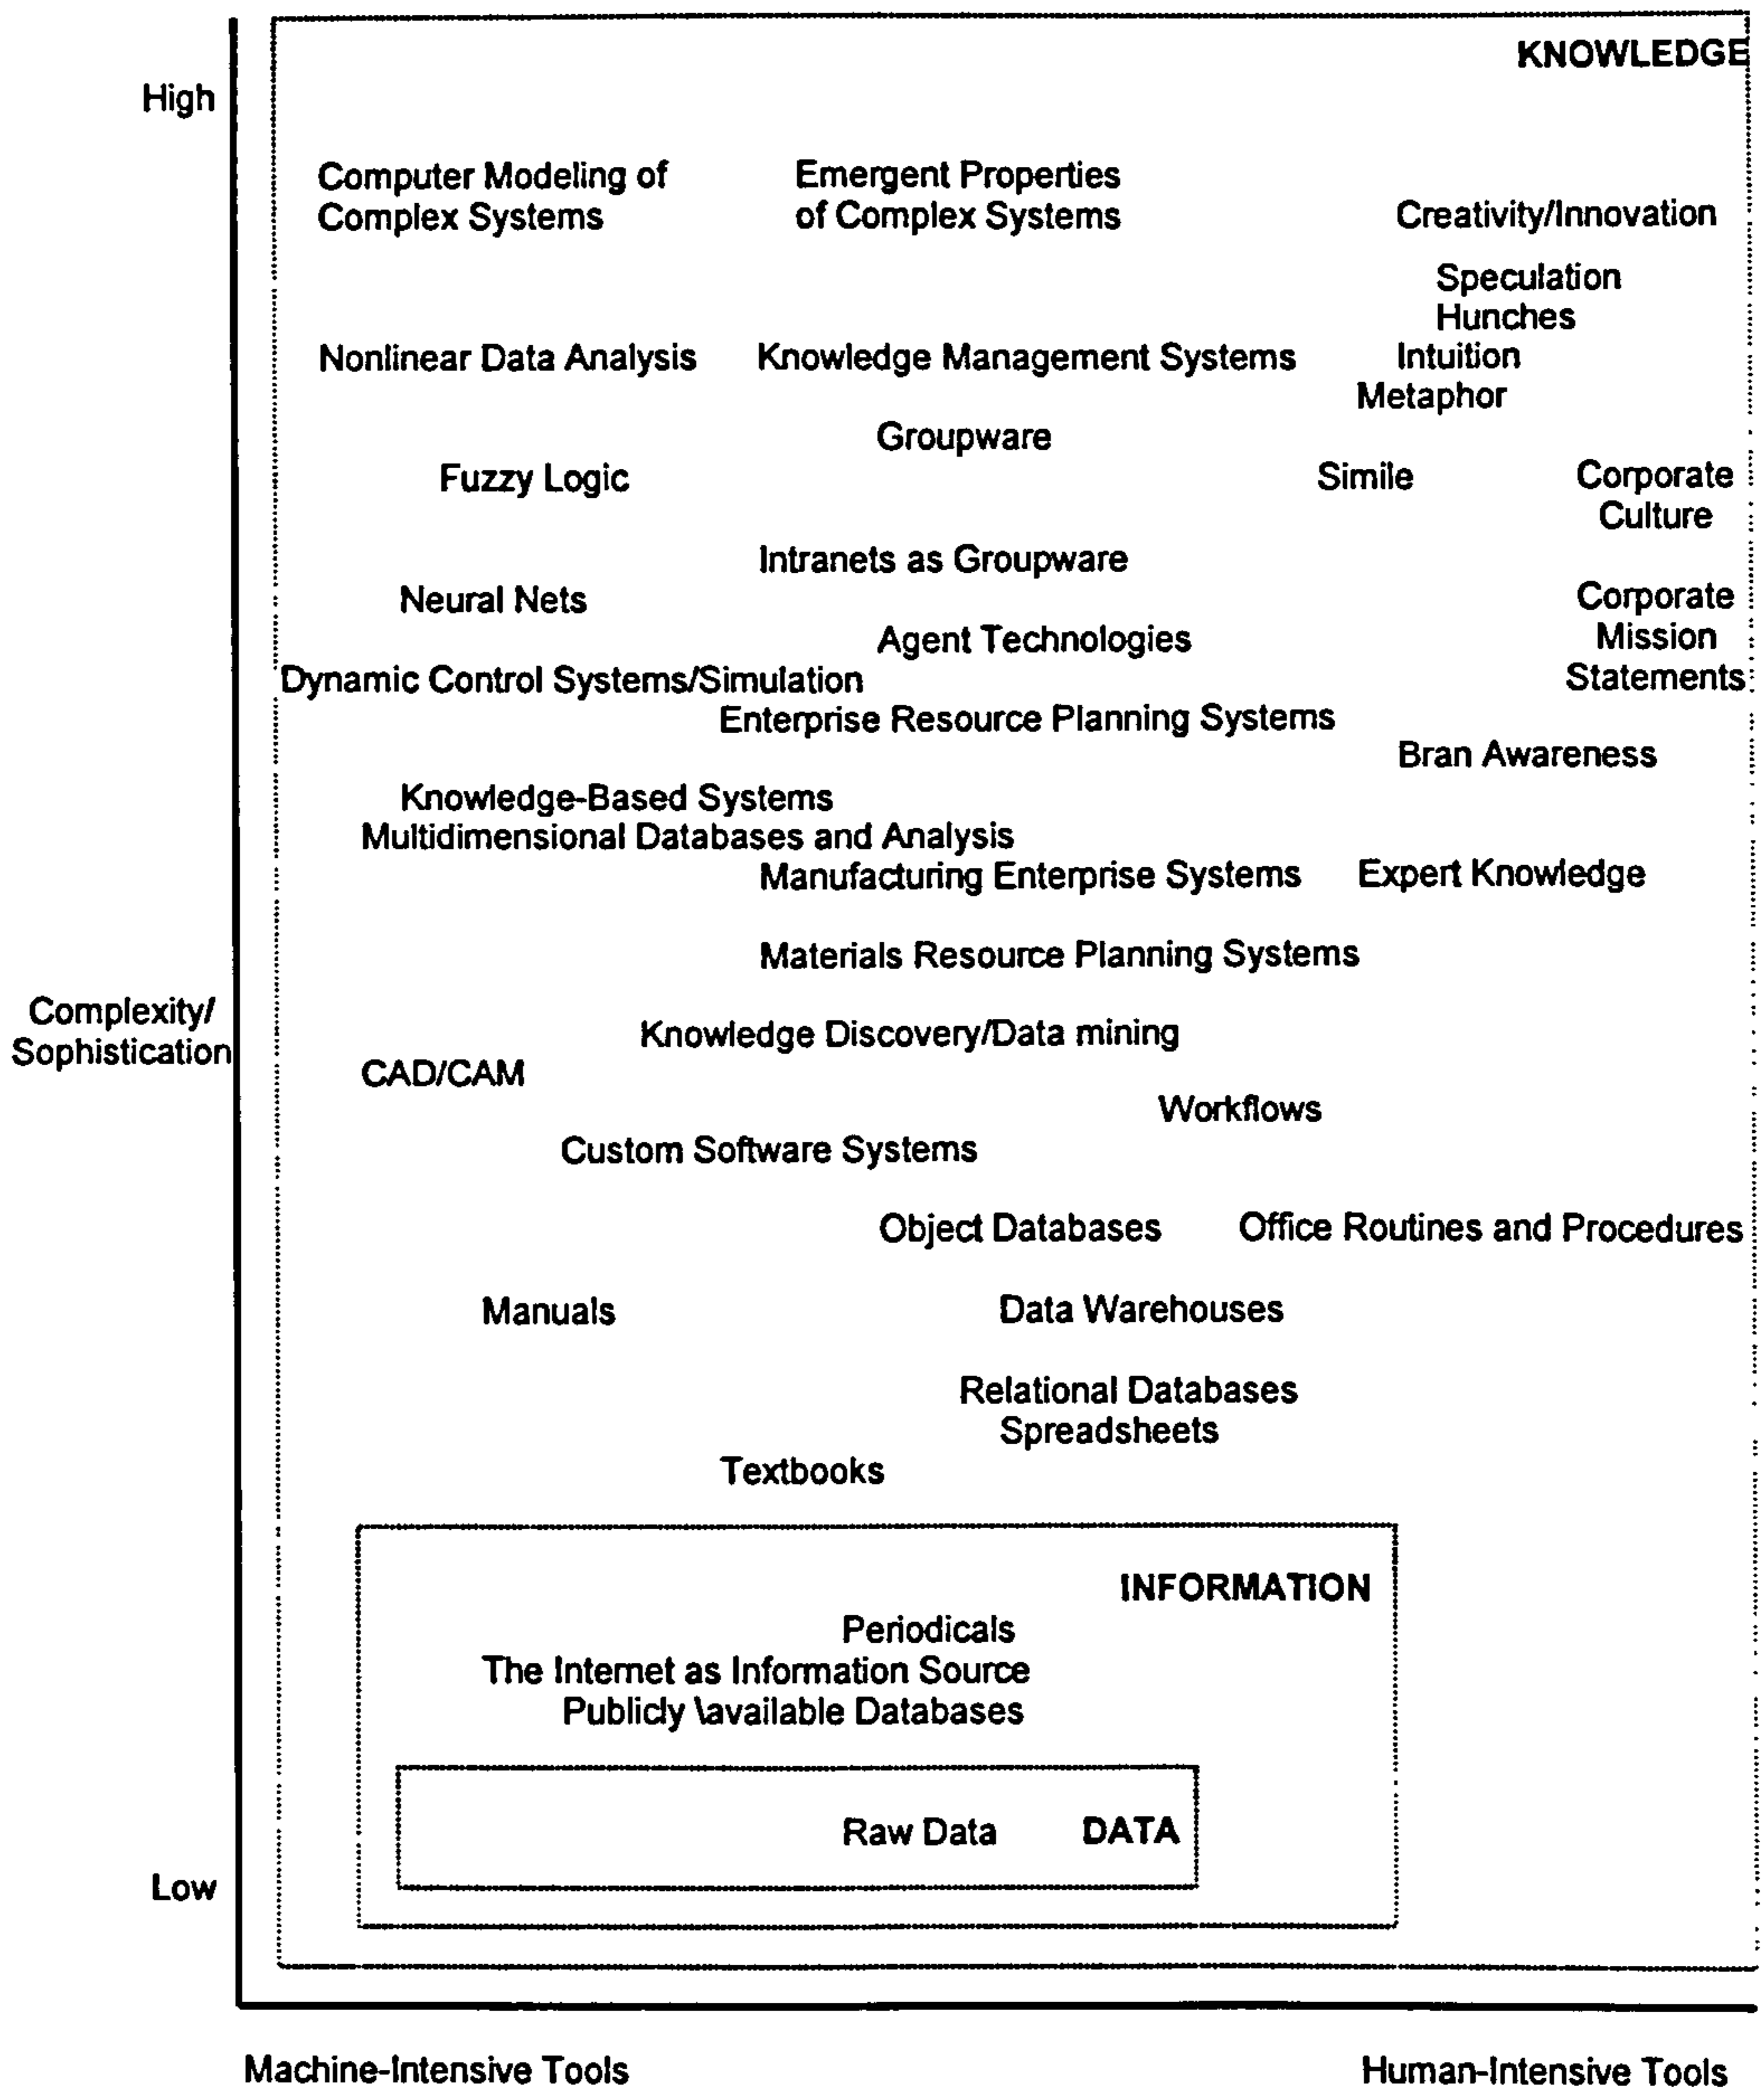 KNOWLEDGE
High
Computer Modeling of
Complex Systems
Emergent Properties
of Complex Systems
Creativity/Innovation
Speculation
Hunches
Nonlinear Data Analysis
Knowledge Management Systems
Intuition
Metaphor
Groupware
Fuzzy Logic
Simile
Corporate
Culture
Intranets as Groupware
Neural Nets
Corporate
Mission
Statements
Agent Technologies
Dynamic Control Systems/Simulation
Enterprise Resource Planning Systems
Bran Awareness
Knowledge-Based Systems
Multidimensional Databases and Analysis
Manufacturing Enterprise Systems
Expert Knowledge
Materials Resource Planning Systems
Complexity/
Sophistication
Knowledge Discovery/Data mining
CAD/CAM
Workflows
Custom Software Systems
Object Databases
Office Routines and Procedures
Manuals
Data Warehouses
Relational Databases
Spreadsheets
Textbooks
INFORMATION
Periodicals
The Internet as Information Source
Publicly \available Databases
Raw Data
DATA
Low
Machine-Intensive Tools
Human-Intensive Tools